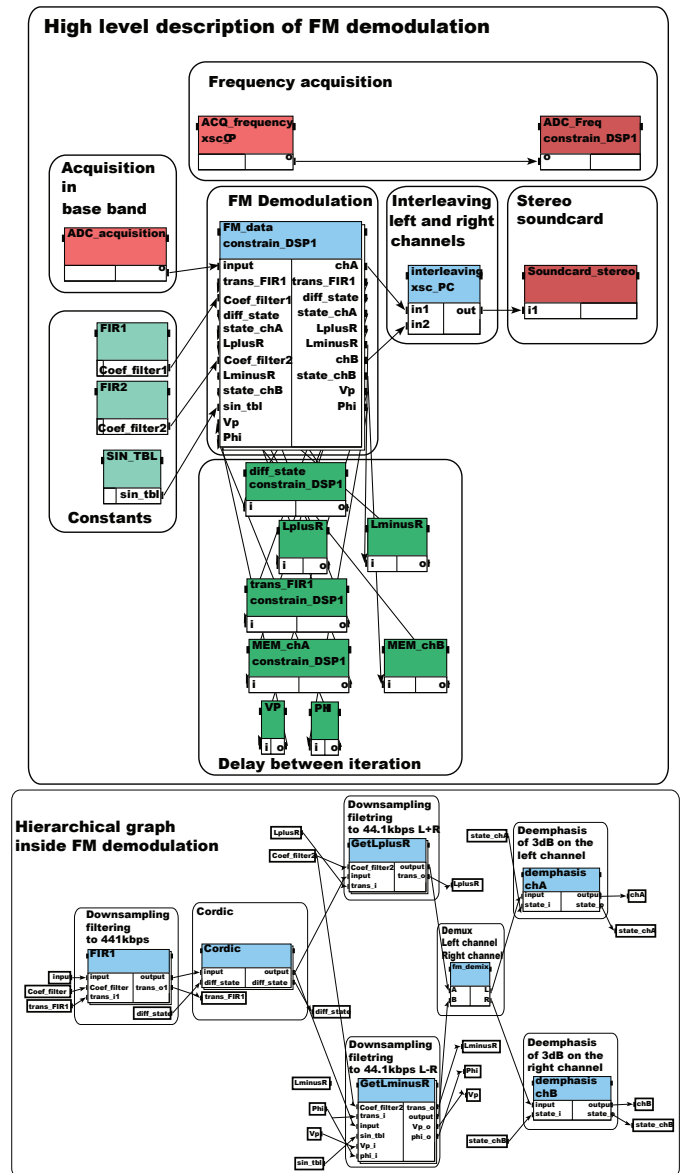 High level description of FM demodulation
Frequency acquisition
ACQ_frequency
xsc_CP
o
ADC_Freq
constrain_DSP1
o
Acquisition
in
base band
ADC_acquisition
o
FM Demodulation
FM_data
constrain_DSP1
input
trans_FIR1
Coef_filter1
diff_state
state_chA
LplusR
Coef_filter2
LminusR
state_chB
sin_tbl
Vp
Phi
chA
trans_FIR1
diff_state
state_chA
LplusR
LminusR
chB
state_chB
Vp
Phi
Interleaving
left and right
channels
interleaving
xsc_PC
in1 out
in2
Stereo
soundcard
Soundcard_stereo
i1
FIR1
Coef_filter1
FIR2
Coef_filter2
SIN_TBL
sin_tbl
Constants
diff_state
constrain_DSP1
i o
LplusR
i o
LminusR
i o
trans_FIR1
constrain_DSP1
i o
MEM_chA
constrain_DSP1
i o
MEM_chB
i o
VP
i o
PHI
i o
Delay between iteration
Hierarchical graph
inside FM demodulation
LplusR
Coef_filter2
Downsampling
filetring
to 44.1kbps L+R
GetLplusR
Coef_filter2 output
input trans_o
trans_i
LplusR
state_chA
Deemphasis
of 3dB on the
left channel
demphasis
chA
input output
state_i state_o
chA
state_chA
Downsampling
filtering
to 441kbps
FIR1
input output
Coef_filter trans_o1
trans_i1
input
Coef_filter
trans_FIR1
trans_FIR1
Cordic
Cordic
input output
diff_state diff_state
diff_state
diff_state
Demux
Left channel
Right channel
fm_demix
A L
B R
Downsampling
filetring
to 44.1kbps L-R
GetLminusR
Coef_filter2 trans_o
trans_i output
input Vp_o
sin_tbl phi_o
Vp_i
phi_i
LminusR
Phi
Vp
sin_tbl
LminusR
Phi
Vp
Deemphasis
of 3dB on the
right channel
demphasis
chB
input output
state_i state_o
state_chB
chB
state_chB